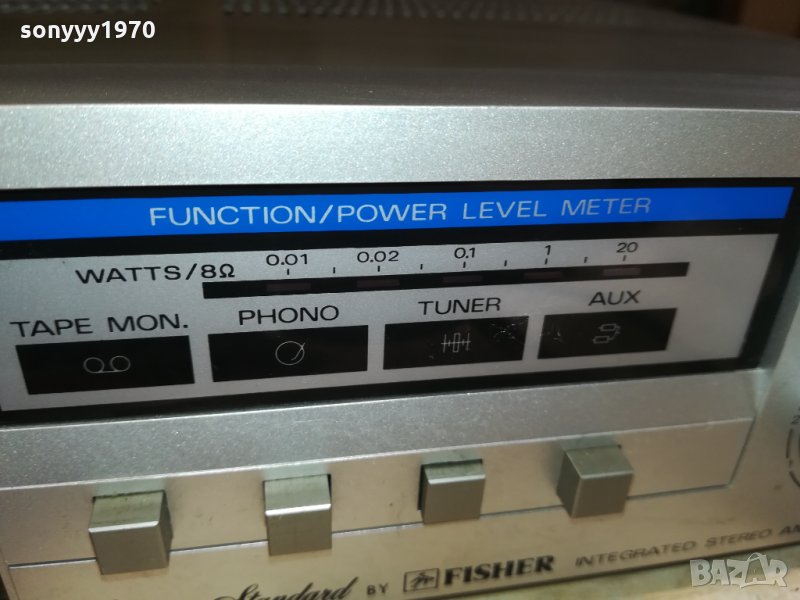 sonyyy1970
FUNCTION/POWER LEVEL METER
WATTS/8Ω 0.01 0.02 0.1 1 20
TAPE MON. PHONO TUNER AUX
Standard BY FISHER INTEGRATED STEREO
BAZAR